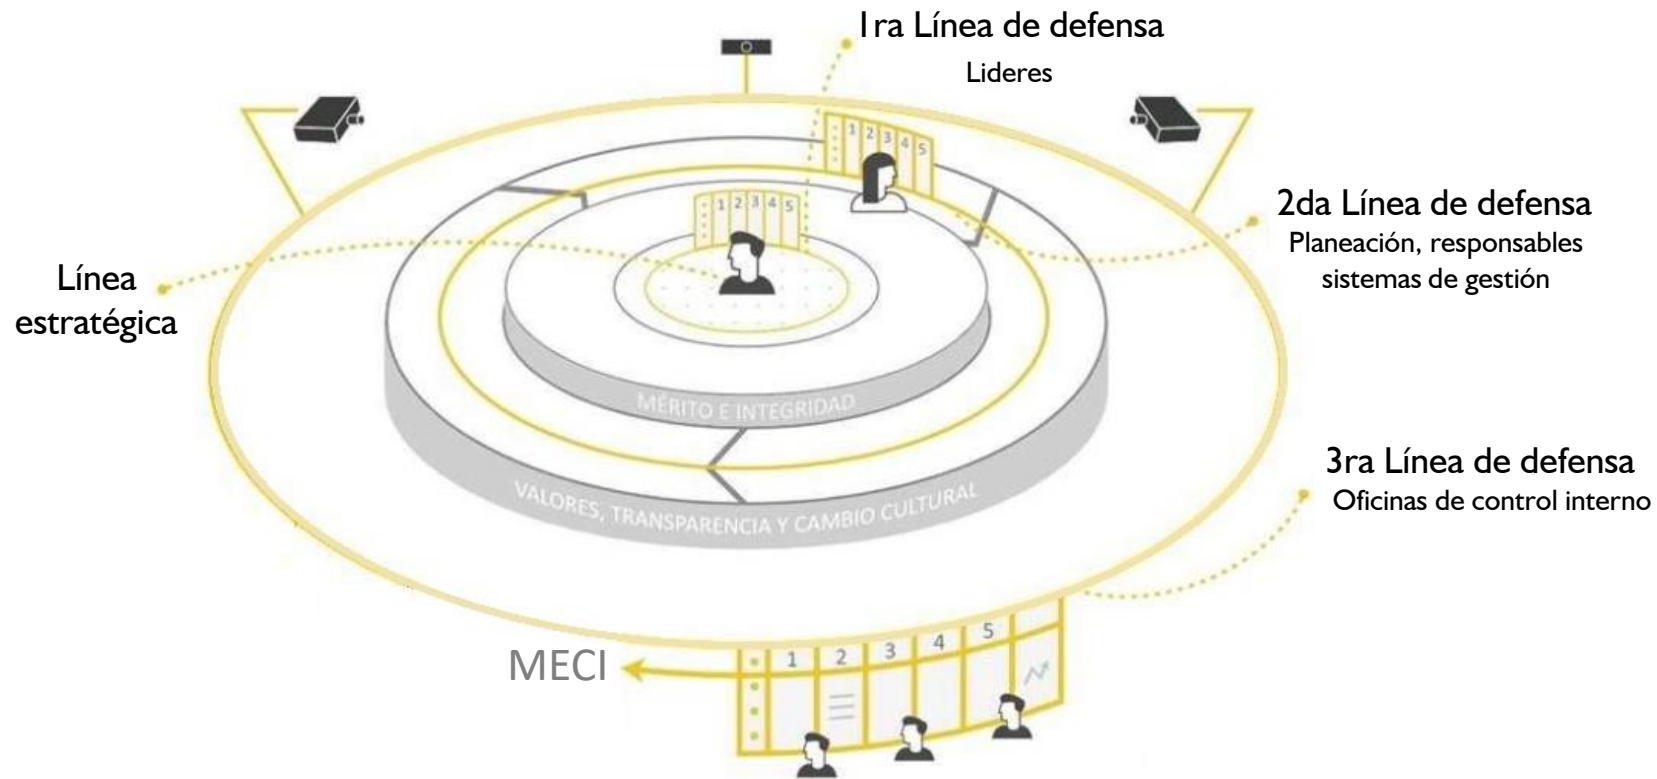 1ra Línea de defensa
Lideres
1 2 3 4 5
1 2 3 4 5
2da Línea de defensa
Planeación, responsables
sistemas de gestión
Línea
estratégica
MÉRITO E INTEGRIDAD
3ra Línea de defensa
Oficinas de control interno
VALORES, TRANSPARENCIA Y CAMBIO CULTURAL
MECI
1 2 3 4 5